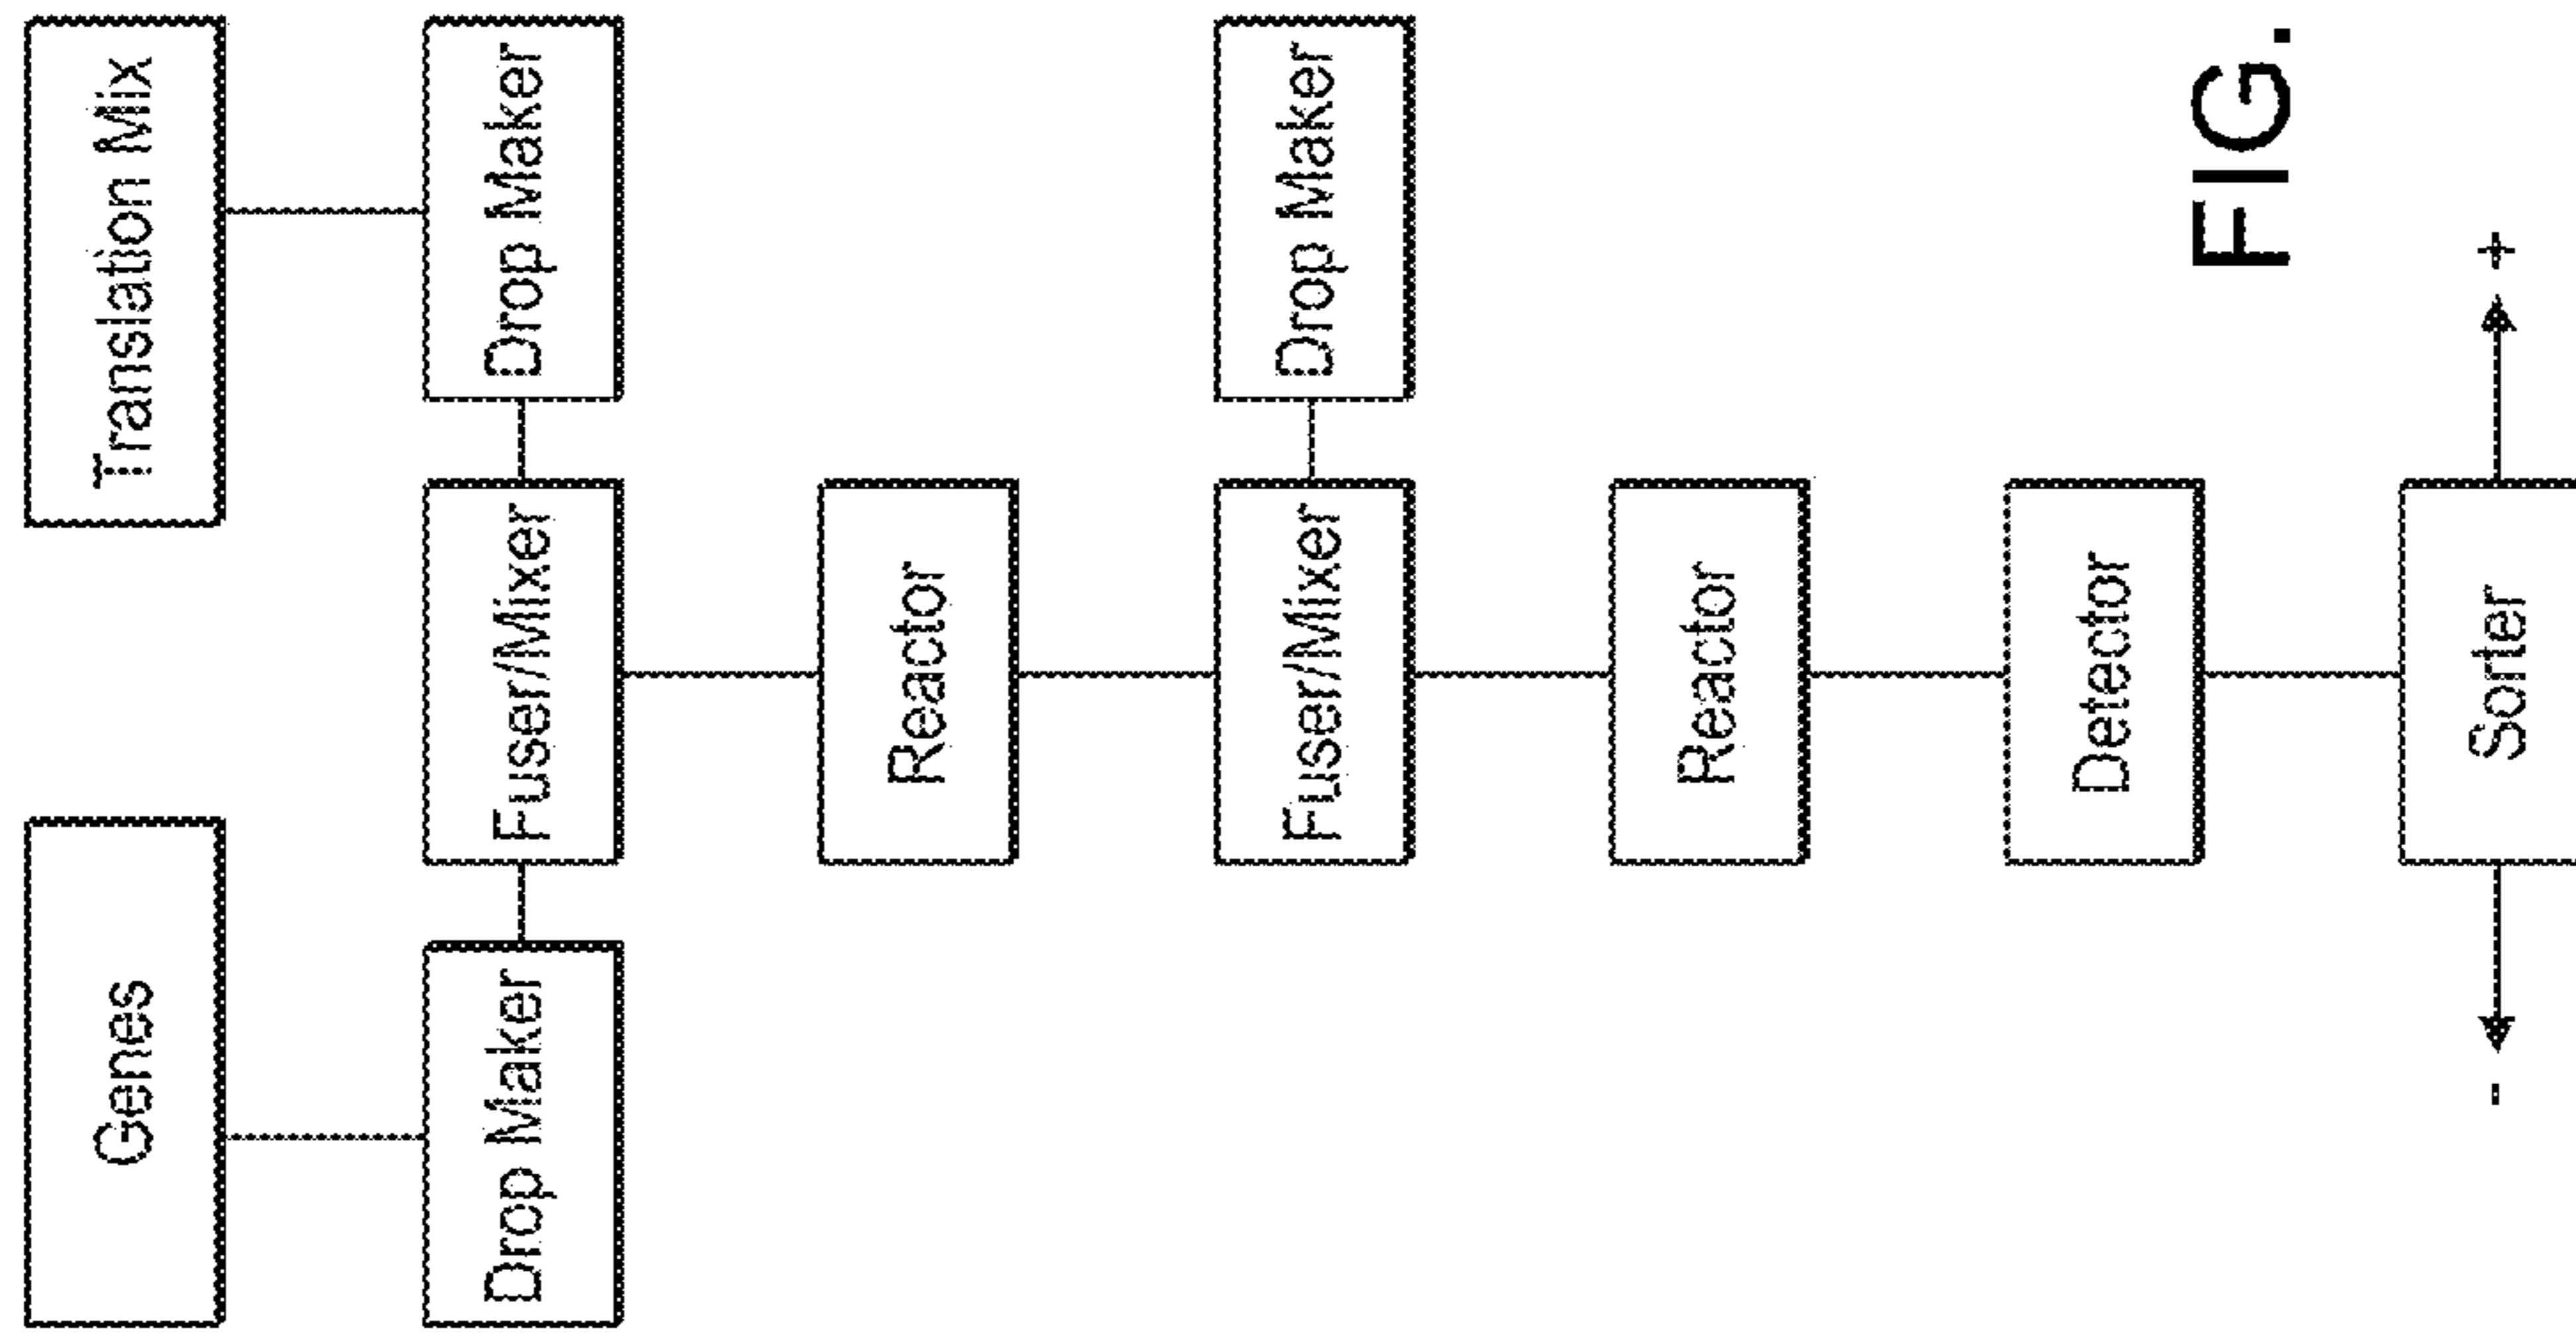 Genes
Translation Mix
Drop Maker
Fuser/Mixer
Drop Maker
Reactor
Fuser/Mixer
Drop Maker
Reactor
Detector
FIG.
-
Sorter
+